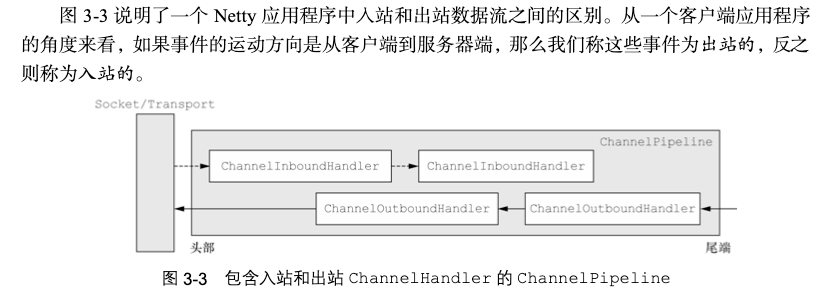 图 3-3 说明了一个 Netty 应用程序中入站和出站数据流之间的区别。从一个客户端应用程序
的角度来看，如果事件的运动方向是从客户端到服务器端，那么我们称这些事件为出站的，反之
则称为入站的。
Socket/Transport
ChannelPipeline
ChannelInboundHandler
ChannelInboundHandler
ChannelOutboundHandler
ChannelOutboundHandler
头部
尾端
图 3-3 包含入站和出站 ChannelHandler 的 ChannelPipeline